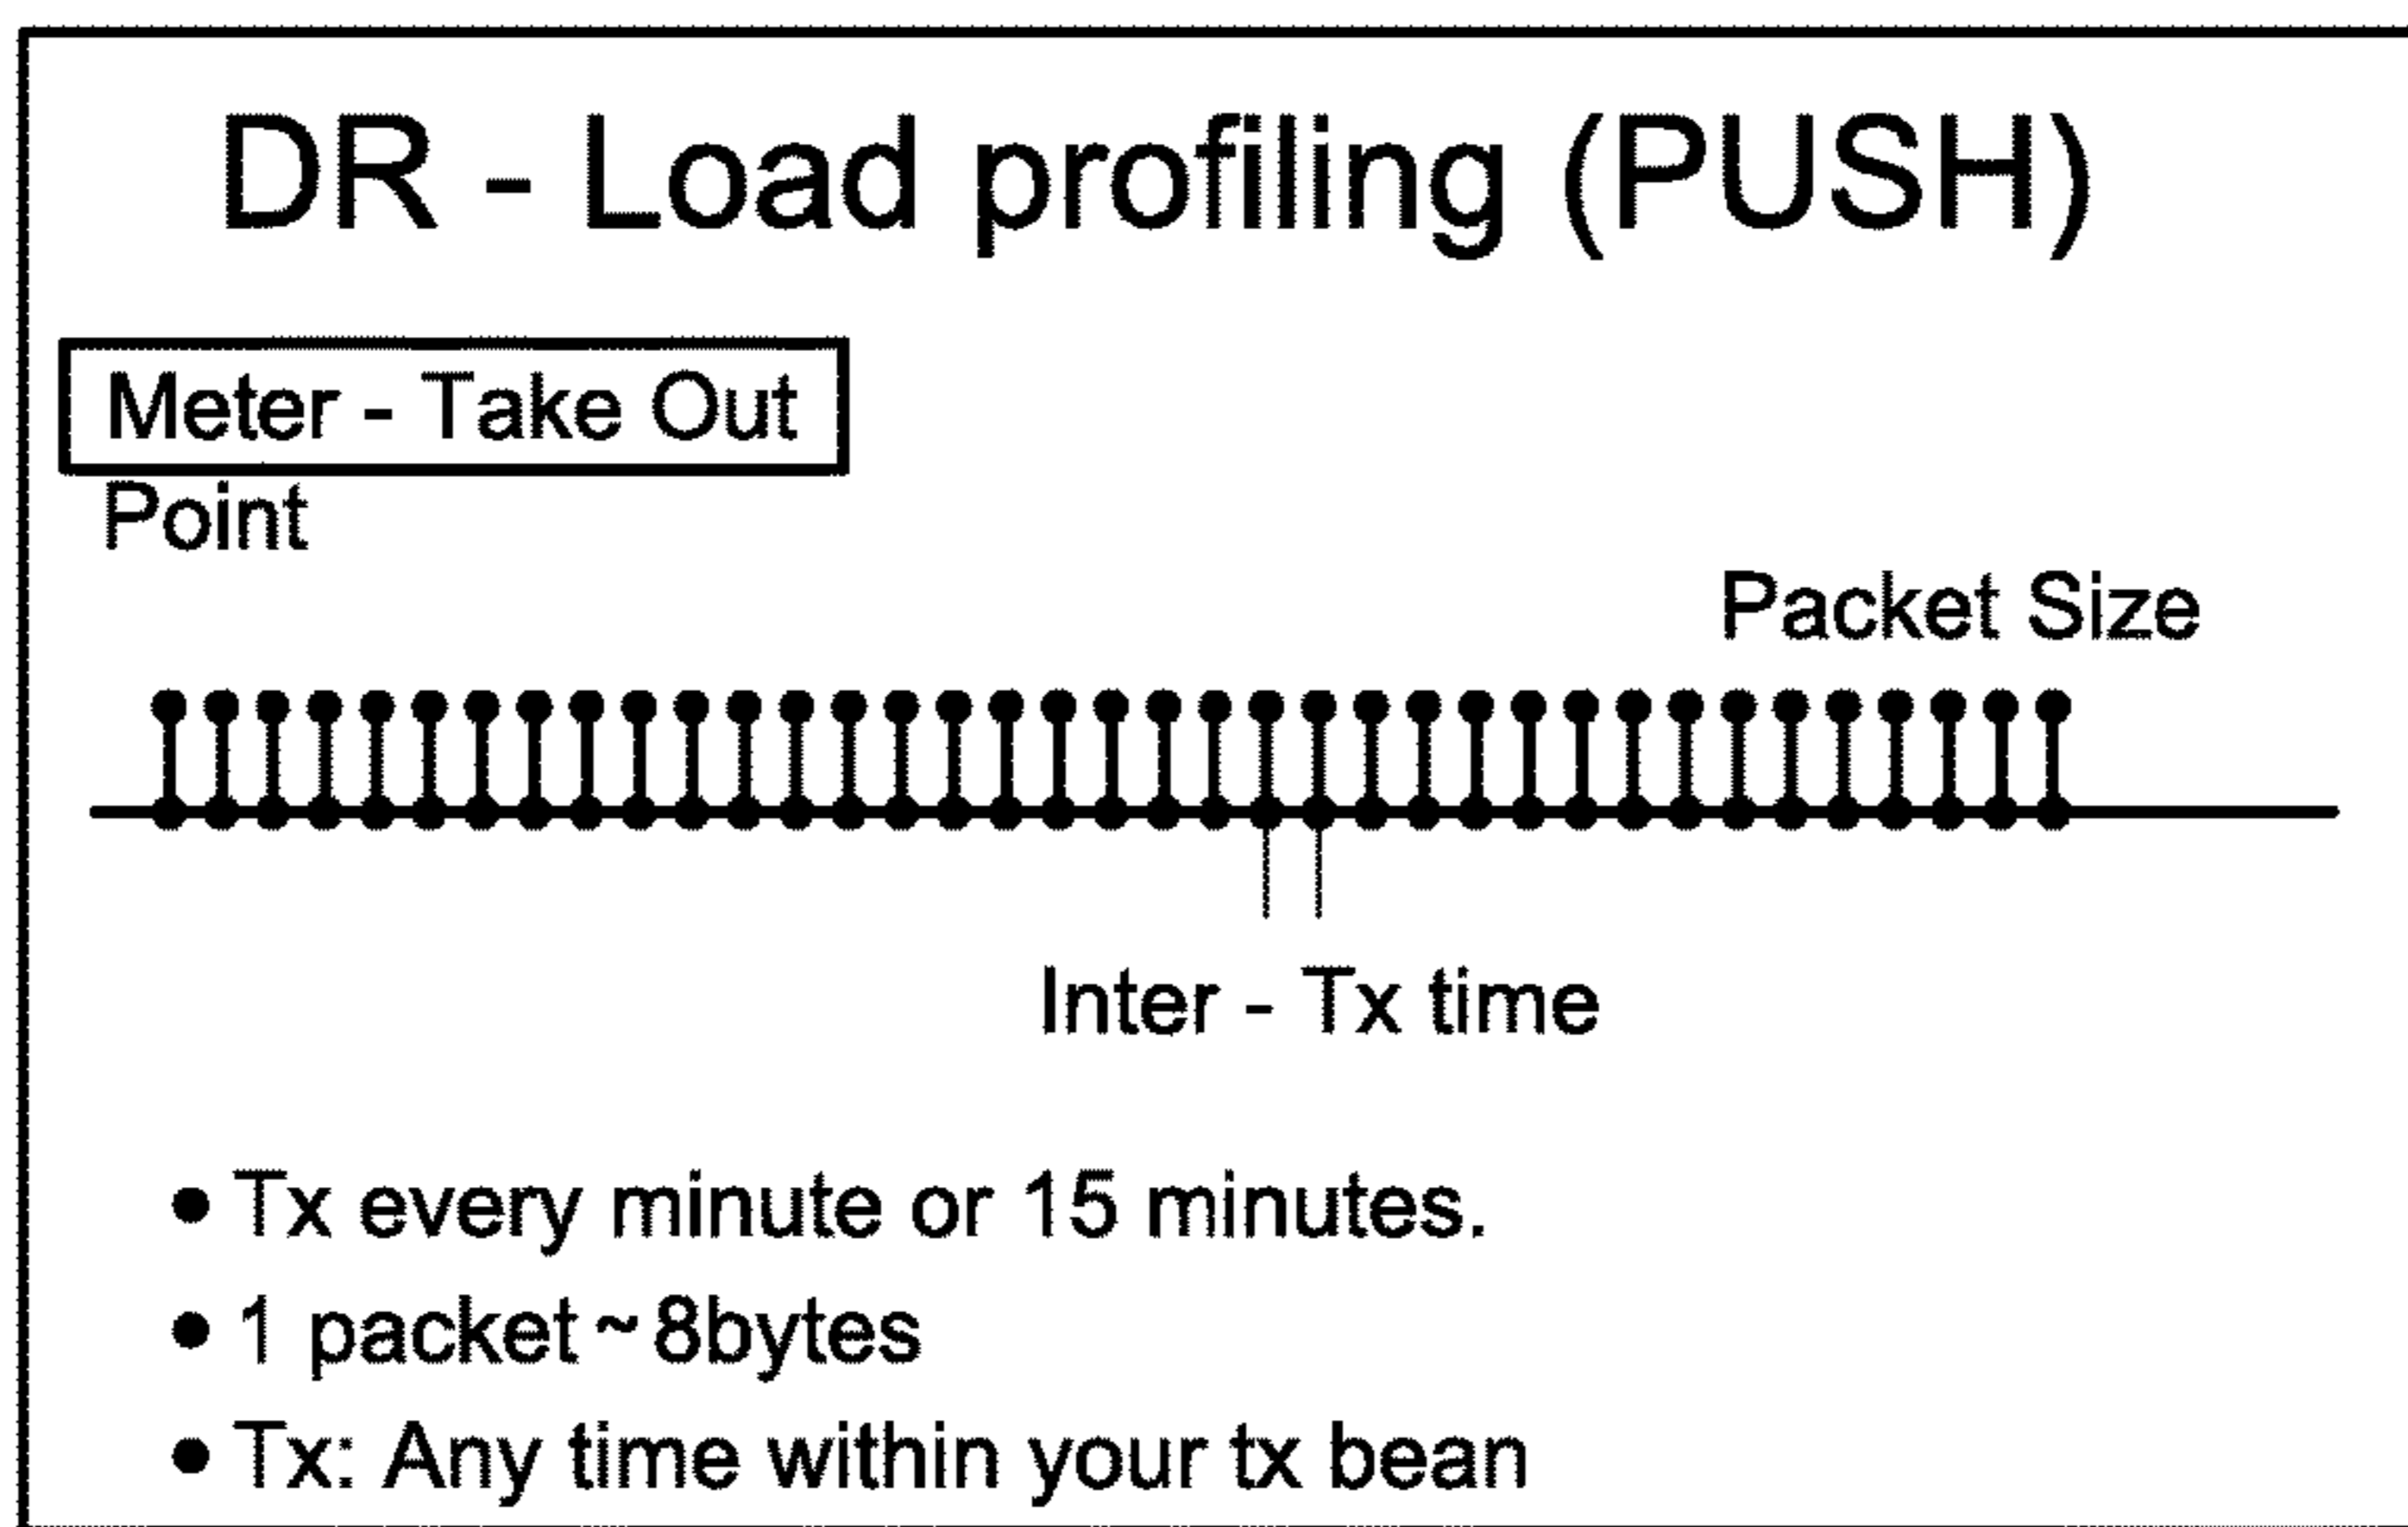 DR - Load profiling (PUSH)
Meter - Take Out
Point
Packet Size
Inter - Tx time
• Tx every minute or 15 minutes.
• 1 packet ~ 8bytes
• Tx: Any time within your tx bean